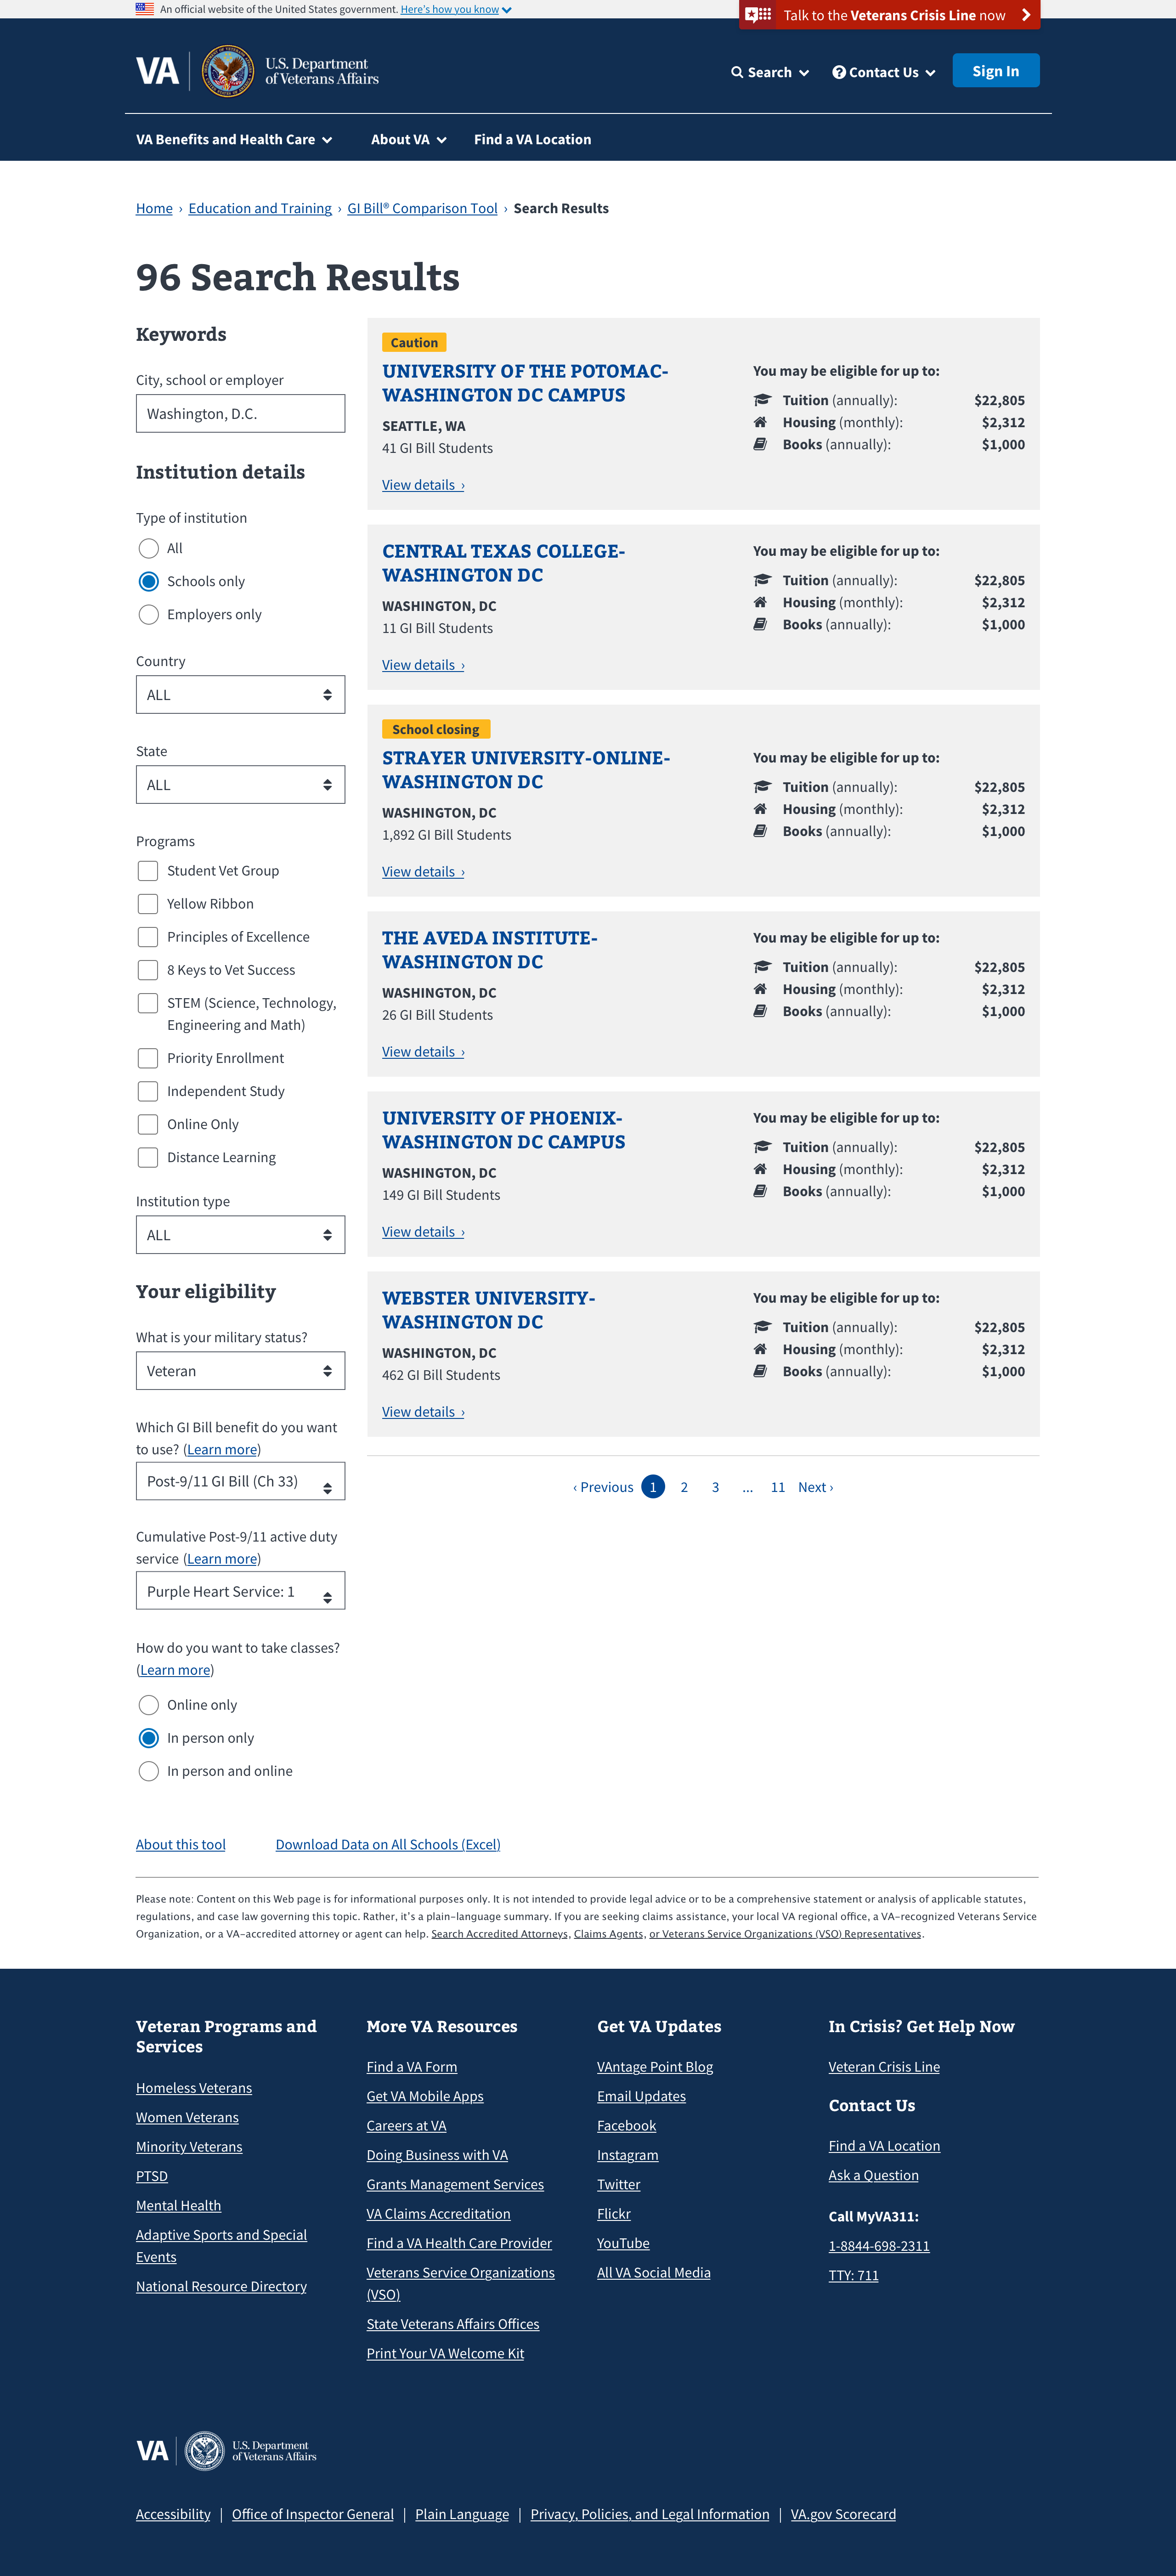 An official website of the United States government. Here's how you know
Talk to the Veterans Crisis Line now
VA
U.S. Department
of Veterans Affairs
Search
Contact Us
Sign In
VA Benefits and Health Care
About VA
Find a VA Location
Home › Education and Training › GI Bill® Comparison Tool › Search Results
96 Search Results
Keywords
City, school or employer
Washington, D.C.
Institution details
Type of institution
All
Schools only
Employers only
Country
ALL
State
ALL
Programs
Student Vet Group
Yellow Ribbon
Principles of Excellence
8 Keys to Vet Success
STEM (Science, Technology,
Engineering and Math)
Priority Enrollment
Independent Study
Online Only
Distance Learning
Institution type
ALL
Your eligibility
What is your military status?
Veteran
Which GI Bill benefit do you want
to use? (Learn more)
Post-9/11 GI Bill (Ch 33)
Cumulative Post-9/11 active duty
service (Learn more)
Purple Heart Service: 1
How do you want to take classes?
(Learn more)
Online only
In person only
In person and online
Caution
UNIVERSITY OF THE POTOMAC-
WASHINGTON DC CAMPUS
SEATTLE, WA
41 GI Bill Students
View details ›
You may be eligible for up to:
Tuition (annually): $22,805
Housing (monthly): $2,312
Books (annually): $1,000
CENTRAL TEXAS COLLEGE-
WASHINGTON DC
WASHINGTON, DC
11 GI Bill Students
View details ›
You may be eligible for up to:
Tuition (annually): $22,805
Housing (monthly): $2,312
Books (annually): $1,000
School closing
STRAYER UNIVERSITY-ONLINE-
WASHINGTON DC
WASHINGTON, DC
1,892 GI Bill Students
View details ›
You may be eligible for up to:
Tuition (annually): $22,805
Housing (monthly): $2,312
Books (annually): $1,000
THE AVEDA INSTITUTE-
WASHINGTON DC
WASHINGTON, DC
26 GI Bill Students
View details ›
You may be eligible for up to:
Tuition (annually): $22,805
Housing (monthly): $2,312
Books (annually): $1,000
UNIVERSITY OF PHOENIX-
WASHINGTON DC CAMPUS
WASHINGTON, DC
149 GI Bill Students
View details ›
You may be eligible for up to:
Tuition (annually): $22,805
Housing (monthly): $2,312
Books (annually): $1,000
WEBSTER UNIVERSITY-
WASHINGTON DC
WASHINGTON, DC
462 GI Bill Students
View details ›
You may be eligible for up to:
Tuition (annually): $22,805
Housing (monthly): $2,312
Books (annually): $1,000
‹ Previous 1 2 3 ... 11 Next ›
About this tool
Download Data on All Schools (Excel)
Please note: Content on this Web page is for informational purposes only. It is not intended to provide legal advice or to be a comprehensive statement or analysis of applicable statutes,
regulations, and case law governing this topic. Rather, it's a plain-language summary. If you are seeking claims assistance, your local VA regional office, a VA-recognized Veterans Service
Organization, or a VA-accredited attorney or agent can help. Search Accredited Attorneys, Claims Agents, or Veterans Service Organizations (VSO) Representatives.
Veteran Programs and
Services
Homeless Veterans
Women Veterans
Minority Veterans
PTSD
Mental Health
Adaptive Sports and Special
Events
National Resource Directory
More VA Resources
Find a VA Form
Get VA Mobile Apps
Careers at VA
Doing Business with VA
Grants Management Services
VA Claims Accreditation
Find a VA Health Care Provider
Veterans Service Organizations
(VSO)
State Veterans Affairs Offices
Print Your VA Welcome Kit
Get VA Updates
VAntage Point Blog
Email Updates
Facebook
Instagram
Twitter
Flickr
YouTube
All VA Social Media
In Crisis? Get Help Now
Veteran Crisis Line
Contact Us
Find a VA Location
Ask a Question
Call MyVA311:
1-8844-698-2311
TTY: 711
VA
U.S. Department
of Veterans Affairs
Accessibility | Office of Inspector General | Plain Language | Privacy, Policies, and Legal Information | VA.gov Scorecard